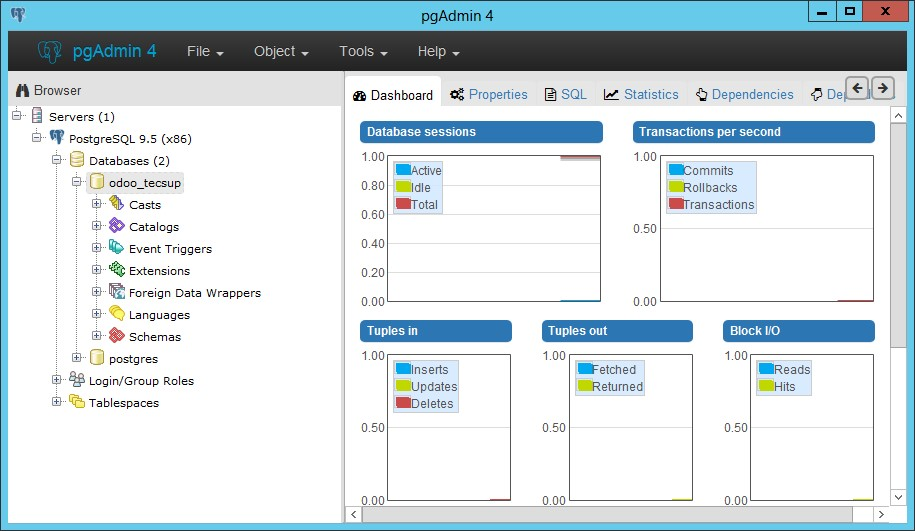 pgAdmin 4
pgAdmin 4 File Object Tools Help
Browser
Dashboard Properties SQL Statistics Dependencies
Servers (1)
PostgreSQL 9.5 (x86)
Databases (2)
odoo_tecsup
Casts
Catalogs
Event Triggers
Extensions
Foreign Data Wrappers
Languages
Schemas
postgres
Login/Group Roles
Tablespaces
Database sessions
1.00
0.80
0.60
0.40
0.20
0.00
Active
Idle
Total
Transactions per second
1.00
0.50
0.00
Commits
Rollbacks
Transactions
Tuples in
1.00
0.50
0.00
Inserts
Updates
Deletes
Tuples out
1.00
0.50
0.00
Fetched
Returned
Block I/O
1.00
0.50
0.00
Reads
Hits